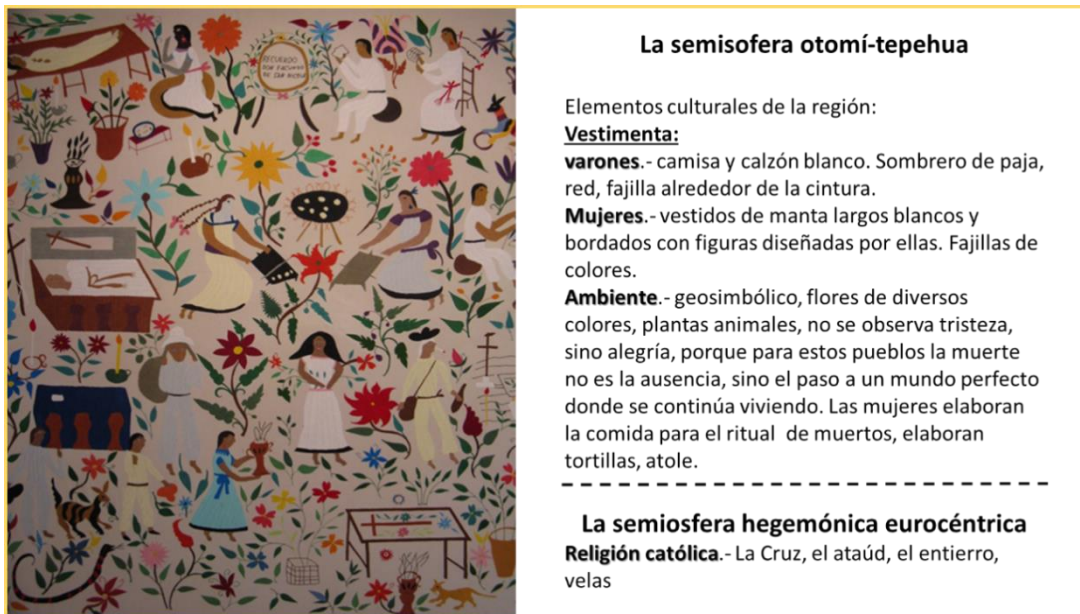 RECUERDO
La semisofera otomí-tepehua
Elementos culturales de la región:
Vestimenta:
varones.- camisa y calzón blanco. Sombrero de paja,
red, fajilla alrededor de la cintura.
Mujeres.- vestidos de manta largos blancos y
bordados con figuras diseñadas por ellas. Fajillas de
colores.
Ambiente.- geosimbólico, flores de diversos
colores, plantas animales, no se observa tristeza,
sino alegría, porque para estos pueblos la muerte
no es la ausencia, sino el paso a un mundo perfecto
donde se continúa viviendo. Las mujeres elaboran
la comida para el ritual de muertos, elaboran
tortillas, atole.
La semiosfera hegemónica eurocéntrica
Religión católica.- La Cruz, el ataúd, el entierro,
velas